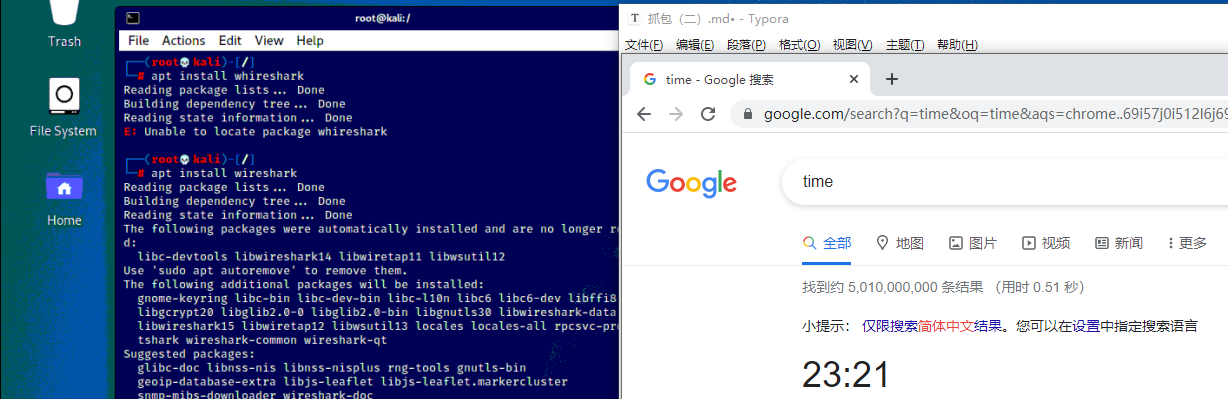 Trash
File System
Home
root@kali:/
File Actions Edit View Help
┌──(root💀kali)-[/]
└─# apt install whireshark
Reading package lists... Done
Building dependency tree... Done
Reading state information... Done
E: Unable to locate package whireshark
┌──(root💀kali)-[/]
└─# apt install wireshark
Reading package lists... Done
Building dependency tree... Done
Reading state information... Done
The following packages were automatically installed and are no longer
d:
libc-devtools libwireshark14 libwiretap11 libwsutil12
Use 'sudo apt autoremove' to remove them.
The following additional packages will be installed:
gnome-keyring libc-bin libc-dev-bin libc-l10n libc6 libc6-dev libffi8
libgcrypt20 libglib2.0-0 libglib2.0-bin libgnutls30 libwireshark-data
libwireshark15 libwiretap12 libwsutil13 locales locales-all rpcsvc-pro
tshark wireshark-common wireshark-qt
Suggested packages:
glibc-doc libnss-nis libnss-nisplus rng-tools gnutls-bin
geoip-database-extra libjs-leaflet libjs-leaflet.markercluster
snmp-mibs-downloader wireshark-doc
T 抓包（二）.md• - Typora
文件(F) 编辑(E) 段落(P) 格式(O) 视图(V) 主题(T) 帮助(H)
time - Google 搜索
google.com/search?q=time&oq=time&aqs=chrome..69i57j0i512l6j69
Google
time
全部 地图 图片 视频 新闻 更多
找到约 5,010,000,000 条结果 （用时 0.51 秒）
小提示： 仅限搜索简体中文结果。您可以在设置中指定搜索语言
23:21